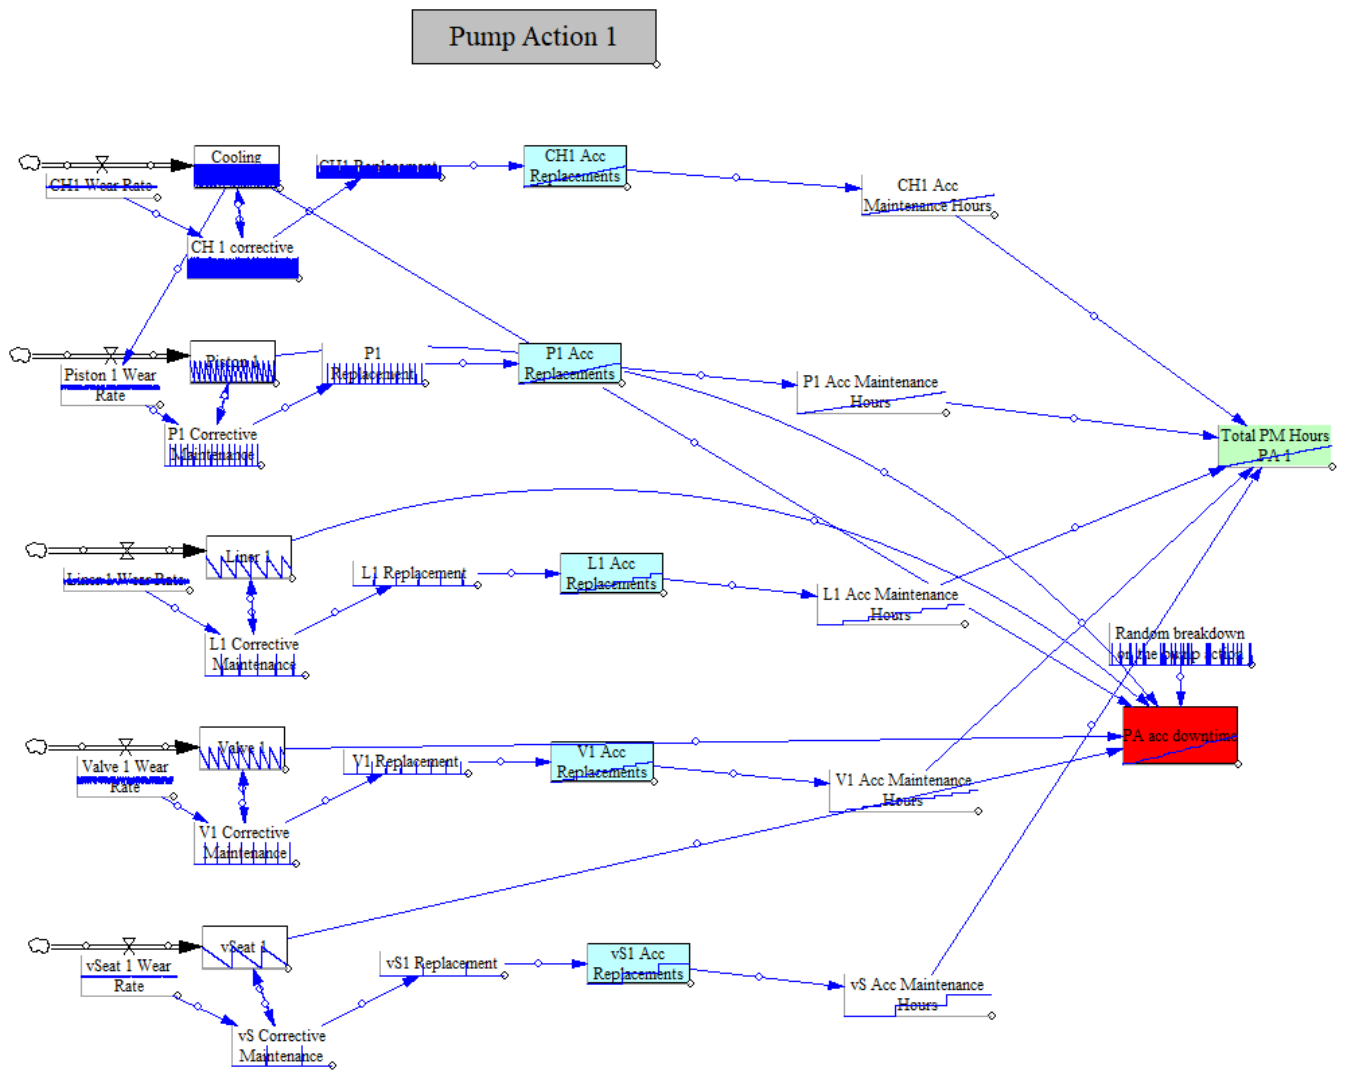 Pump Action 1
Cooling
CH1 Wear Rate
CH1 Replacement
CH1 Acc
Replacements
CH1 Acc
Maintenance Hours
CH 1 corrective
Piston 1
Piston 1 Wear
Rate
P1
Replacement
P1 Acc
Replacements
P1 Acc Maintenance
Hours
P1 Corrective
Maintenance
Total PM Hours
PA 1
Liner 1
Liner 1 Wear Rate
L1 Replacement
L1 Acc
Replacements
L1 Acc Maintenance
Hours
L1 Corrective
Maintenance
Random breakdown
on the pump action
PA acc downtime
Valve 1
Valve 1 Wear
Rate
V1 Replacement
V1 Acc
Replacements
V1 Acc Maintenance
Hours
V1 Corrective
Maintenance
vSeat 1
vSeat 1 Wear
Rate
vS1 Replacement
vS1 Acc
Replacements
vS Acc Maintenance
Hours
vS Corrective
Maintenance